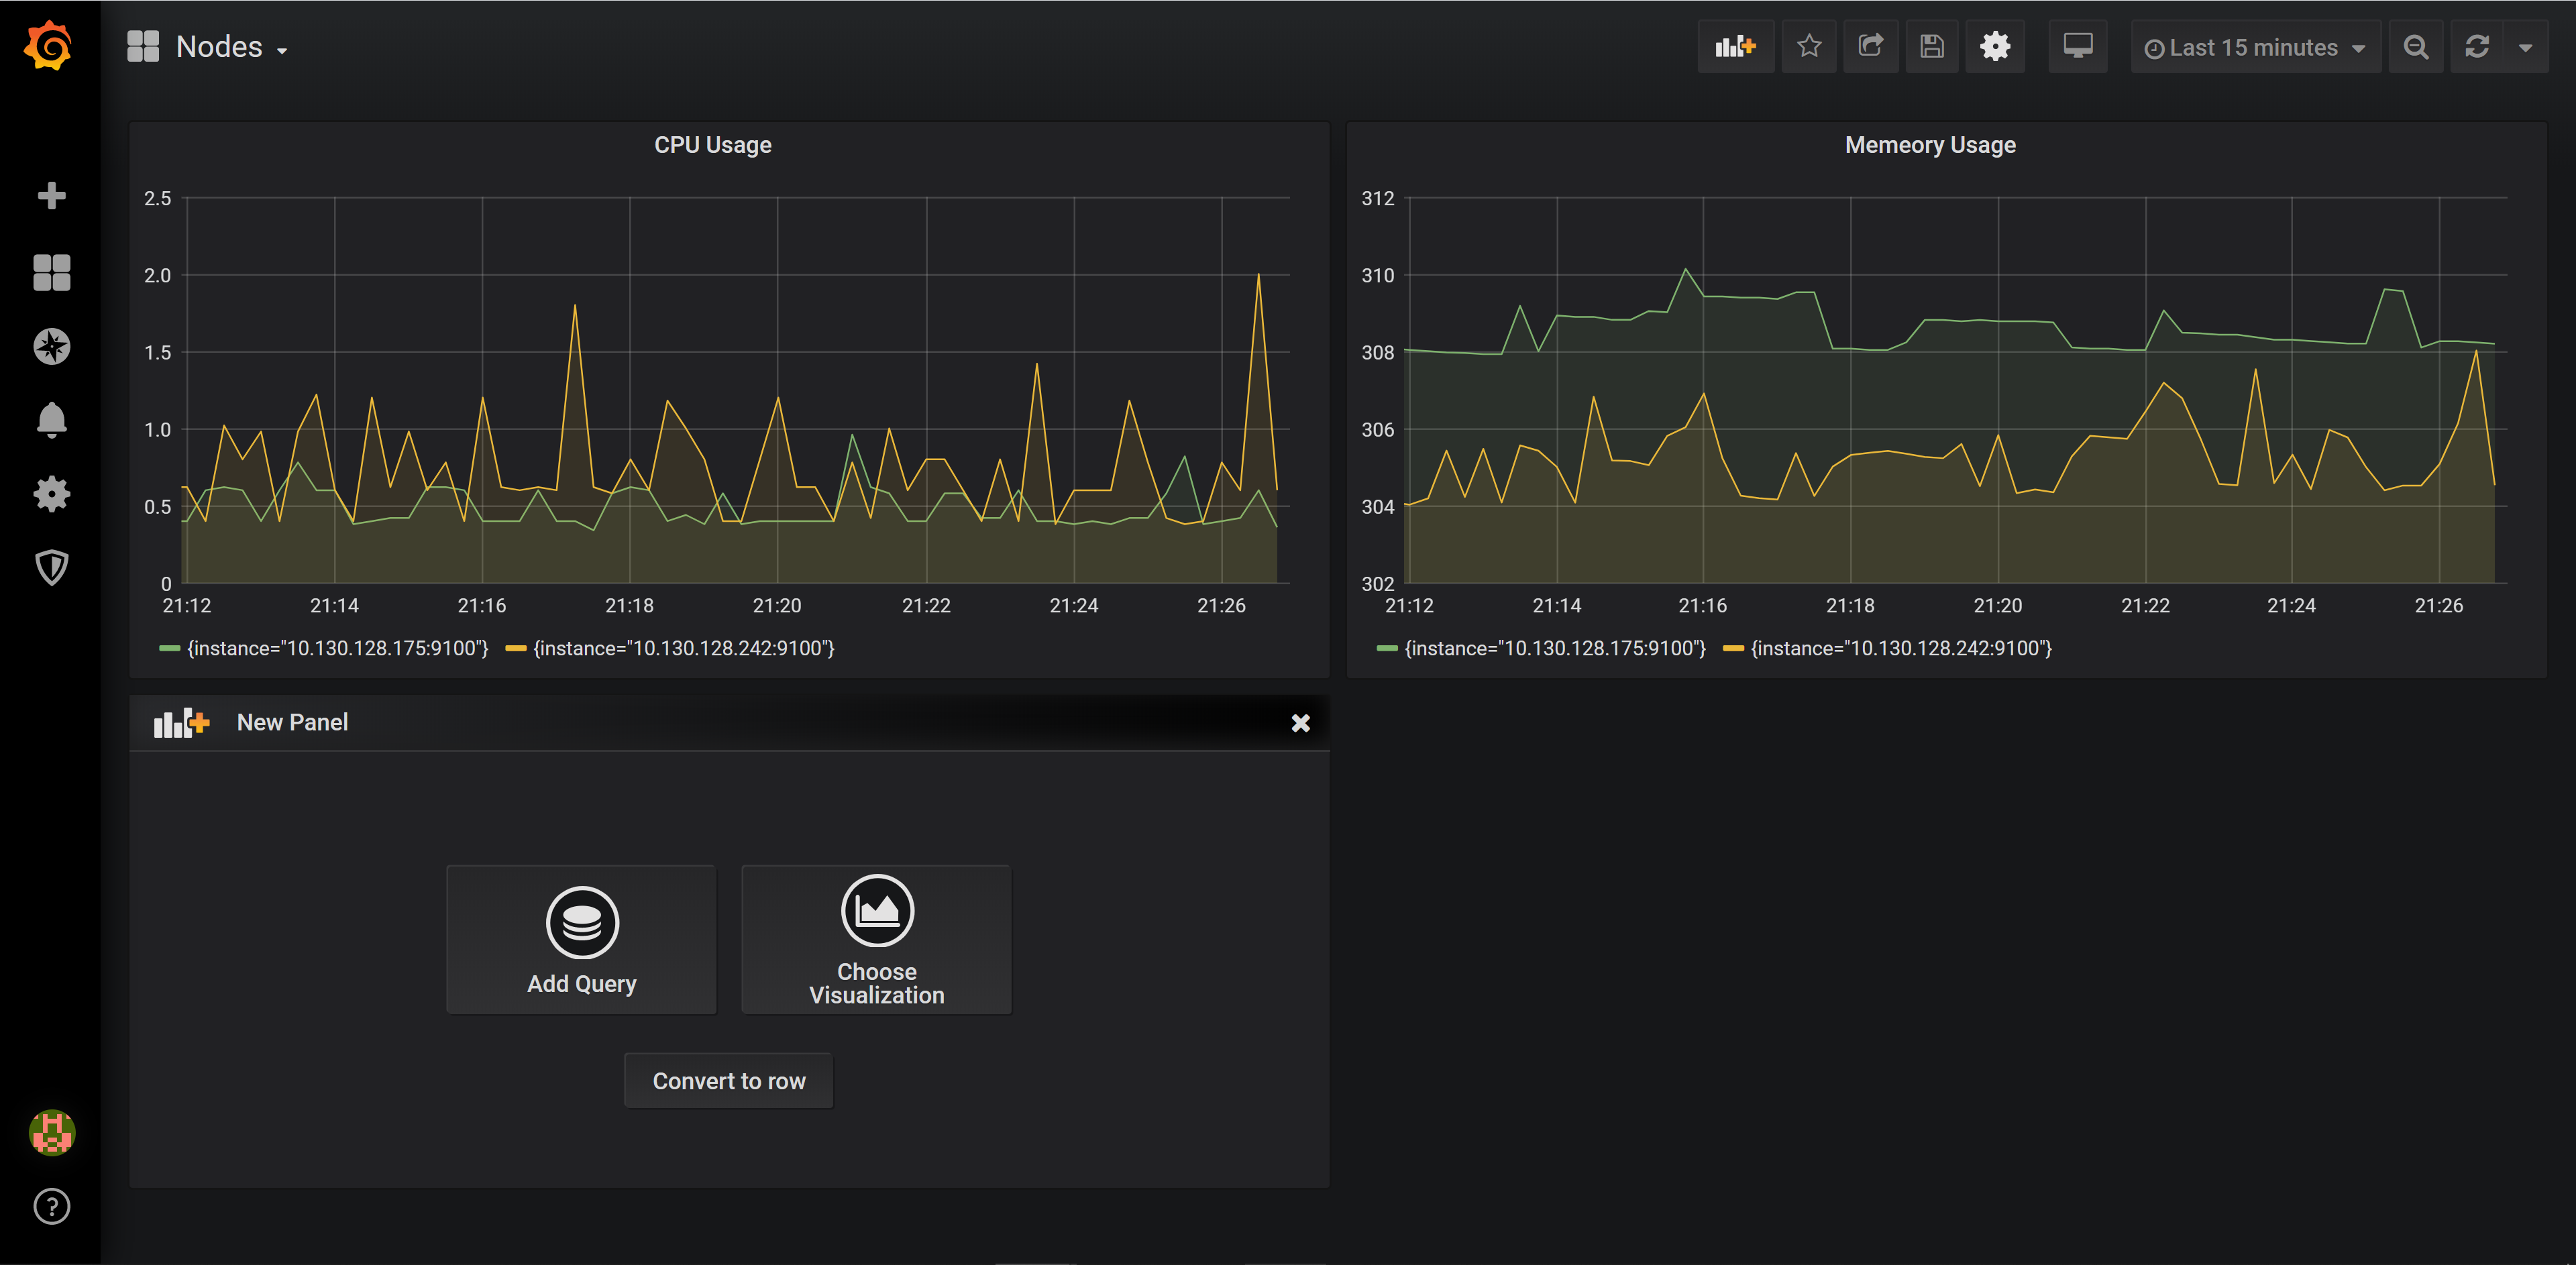 Nodes
Last 15 minutes
CPU Usage
2.5
2.0
1.5
1.0
0.5
0
21:12 21:14 21:16 21:18 21:20 21:22 21:24 21:26
{instance="10.130.128.175:9100"} {instance="10.130.128.242:9100"}
Memeory Usage
312
310
308
306
304
302
21:12 21:14 21:16 21:18 21:20 21:22 21:24 21:26
{instance="10.130.128.175:9100"} {instance="10.130.128.242:9100"}
New Panel
Add Query
Choose
Visualization
Convert to row
?